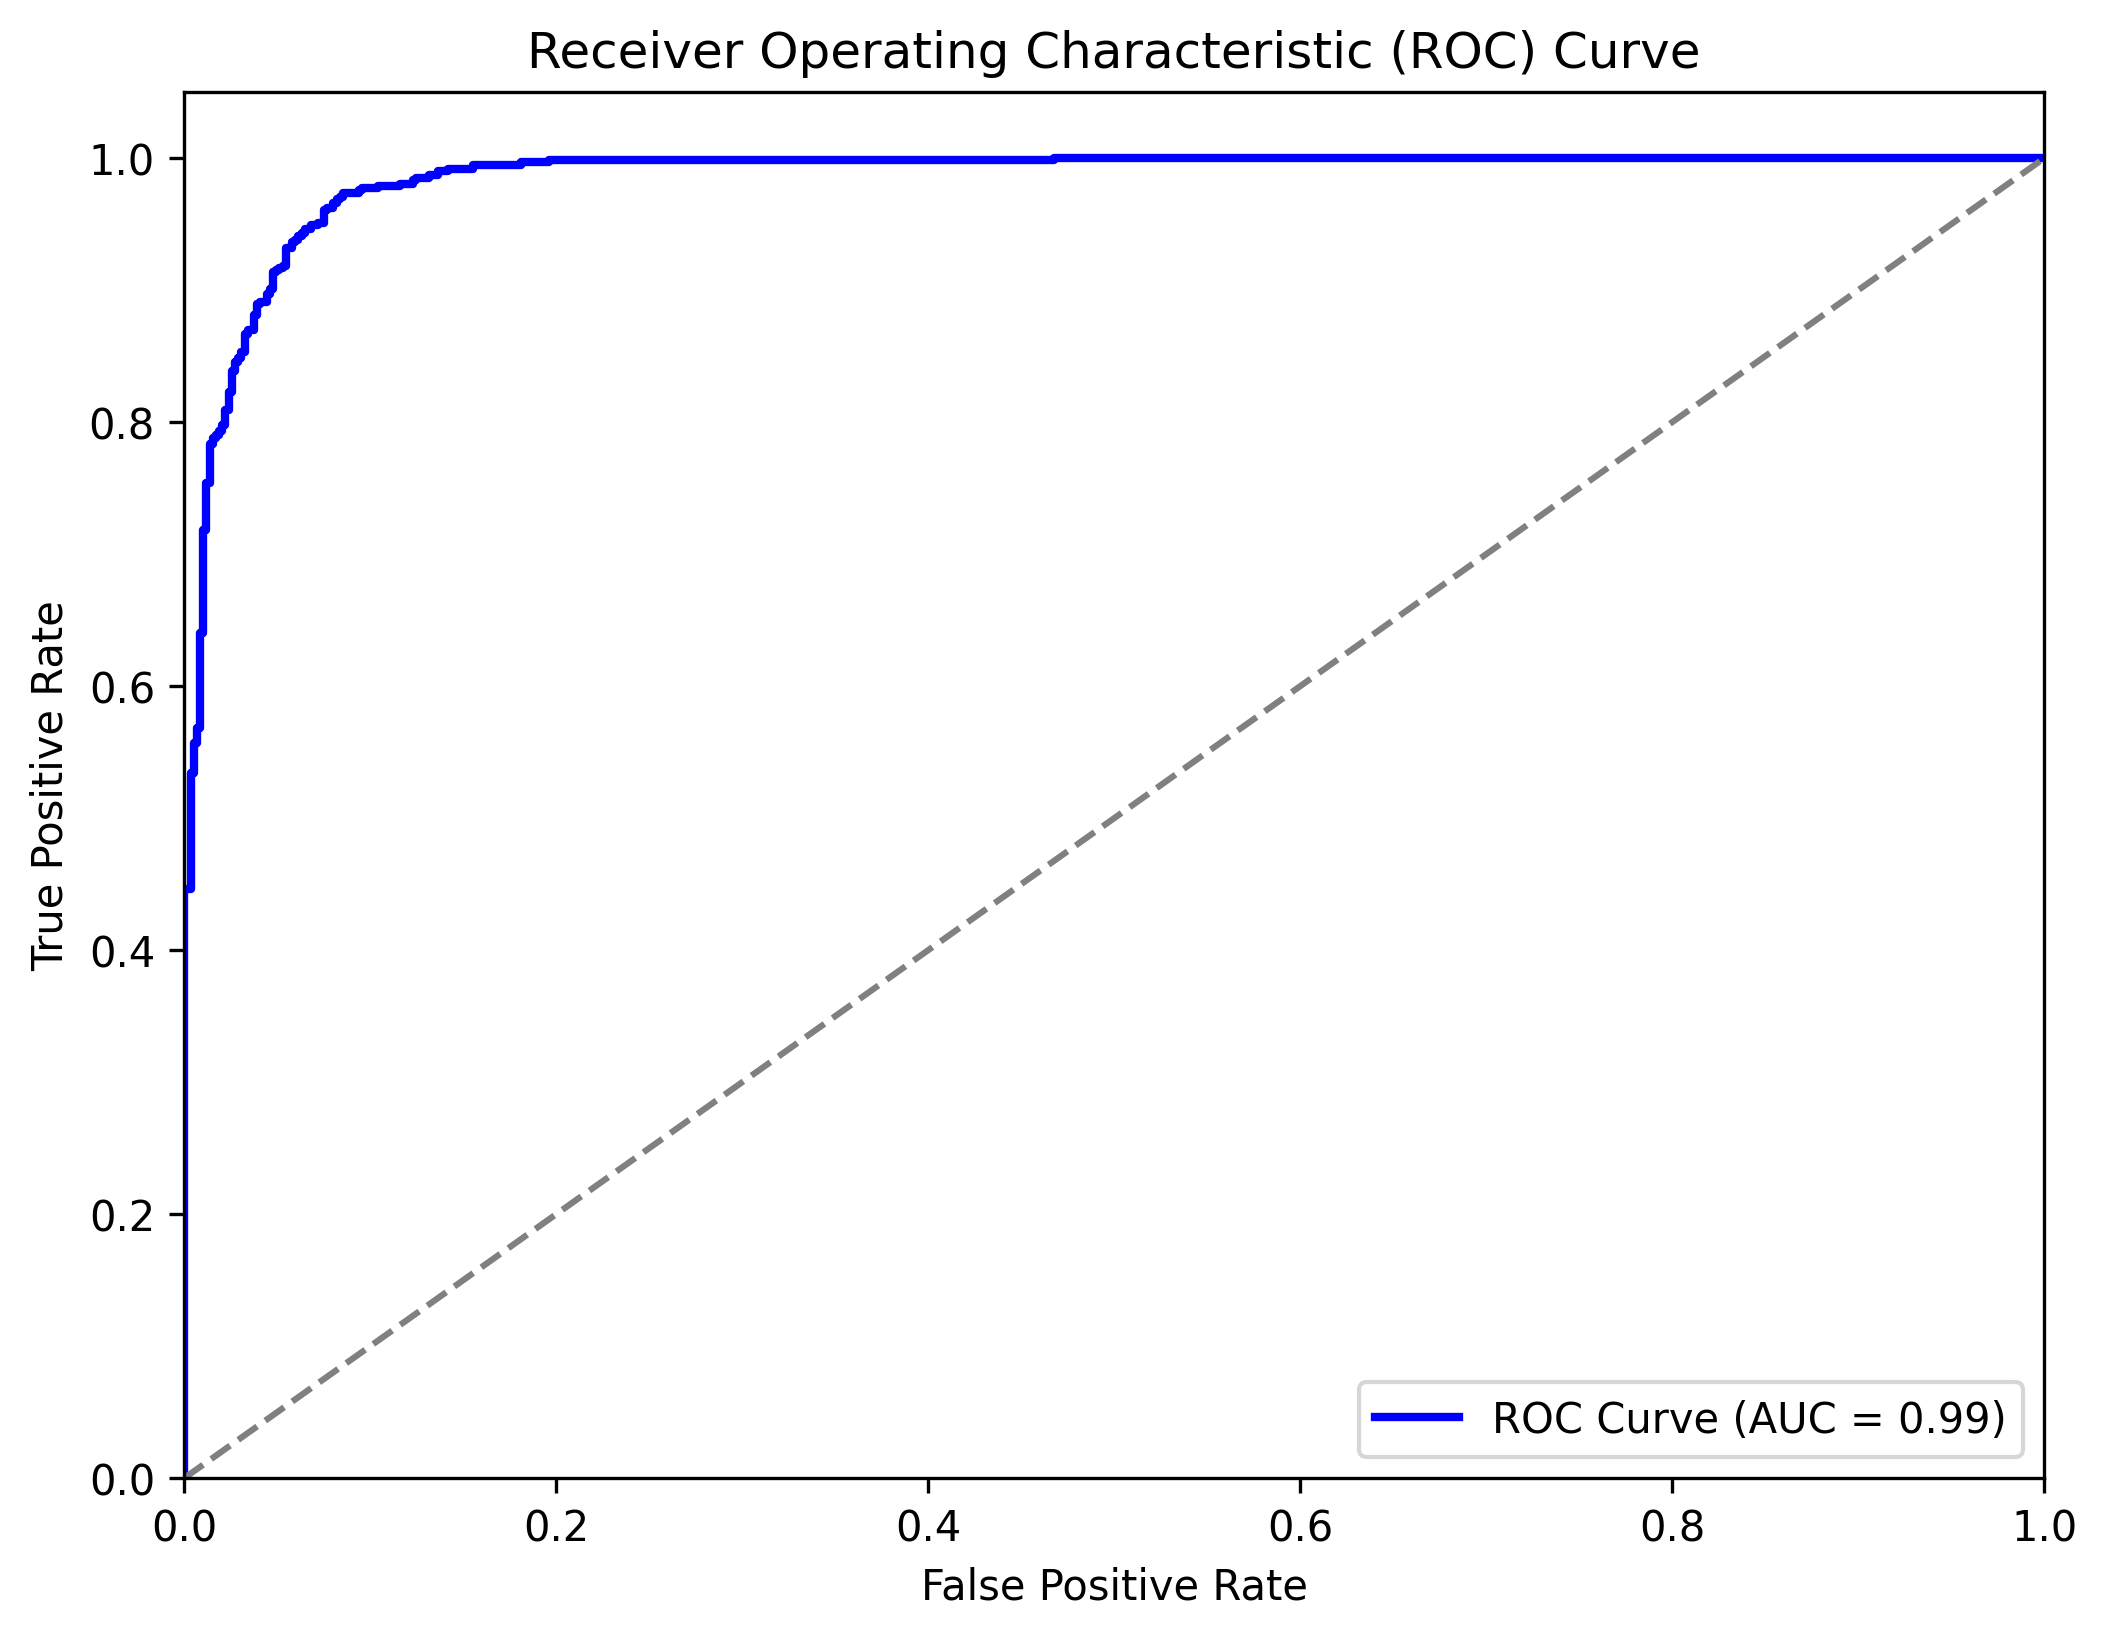 Receiver Operating Characteristic (ROC) Curve
True Positive Rate
1.0
0.8
0.6
0.4
0.2
0.0
0.0 0.2 0.4 0.6 0.8 1.0
False Positive Rate
ROC Curve (AUC = 0.99)